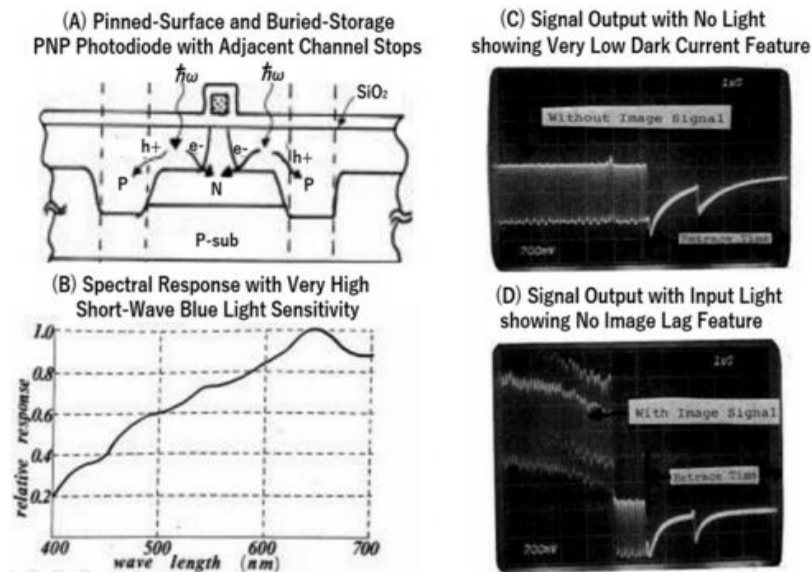 (A) Pinned-Surface and Buried-Storage
PNP Photodiode with Adjacent Channel Stops
ħω
ħω
SiO₂
h+
e-
e-
h+
P
N
P
P-sub
(B) Spectral Response with Very High
Short-Wave Blue Light Sensitivity
relative response
1.0
0.8
0.6
0.4
0.2
400
500
600
700
wave length (nm)
(C) Signal Output with No Light
showing Very Low Dark Current Feature
1uS
Without Image Signal
Retrace Time
200mV
(D) Signal Output with Input Light
showing No Image Lag Feature
1uS
With Image Signal
Retrace Time
200mV